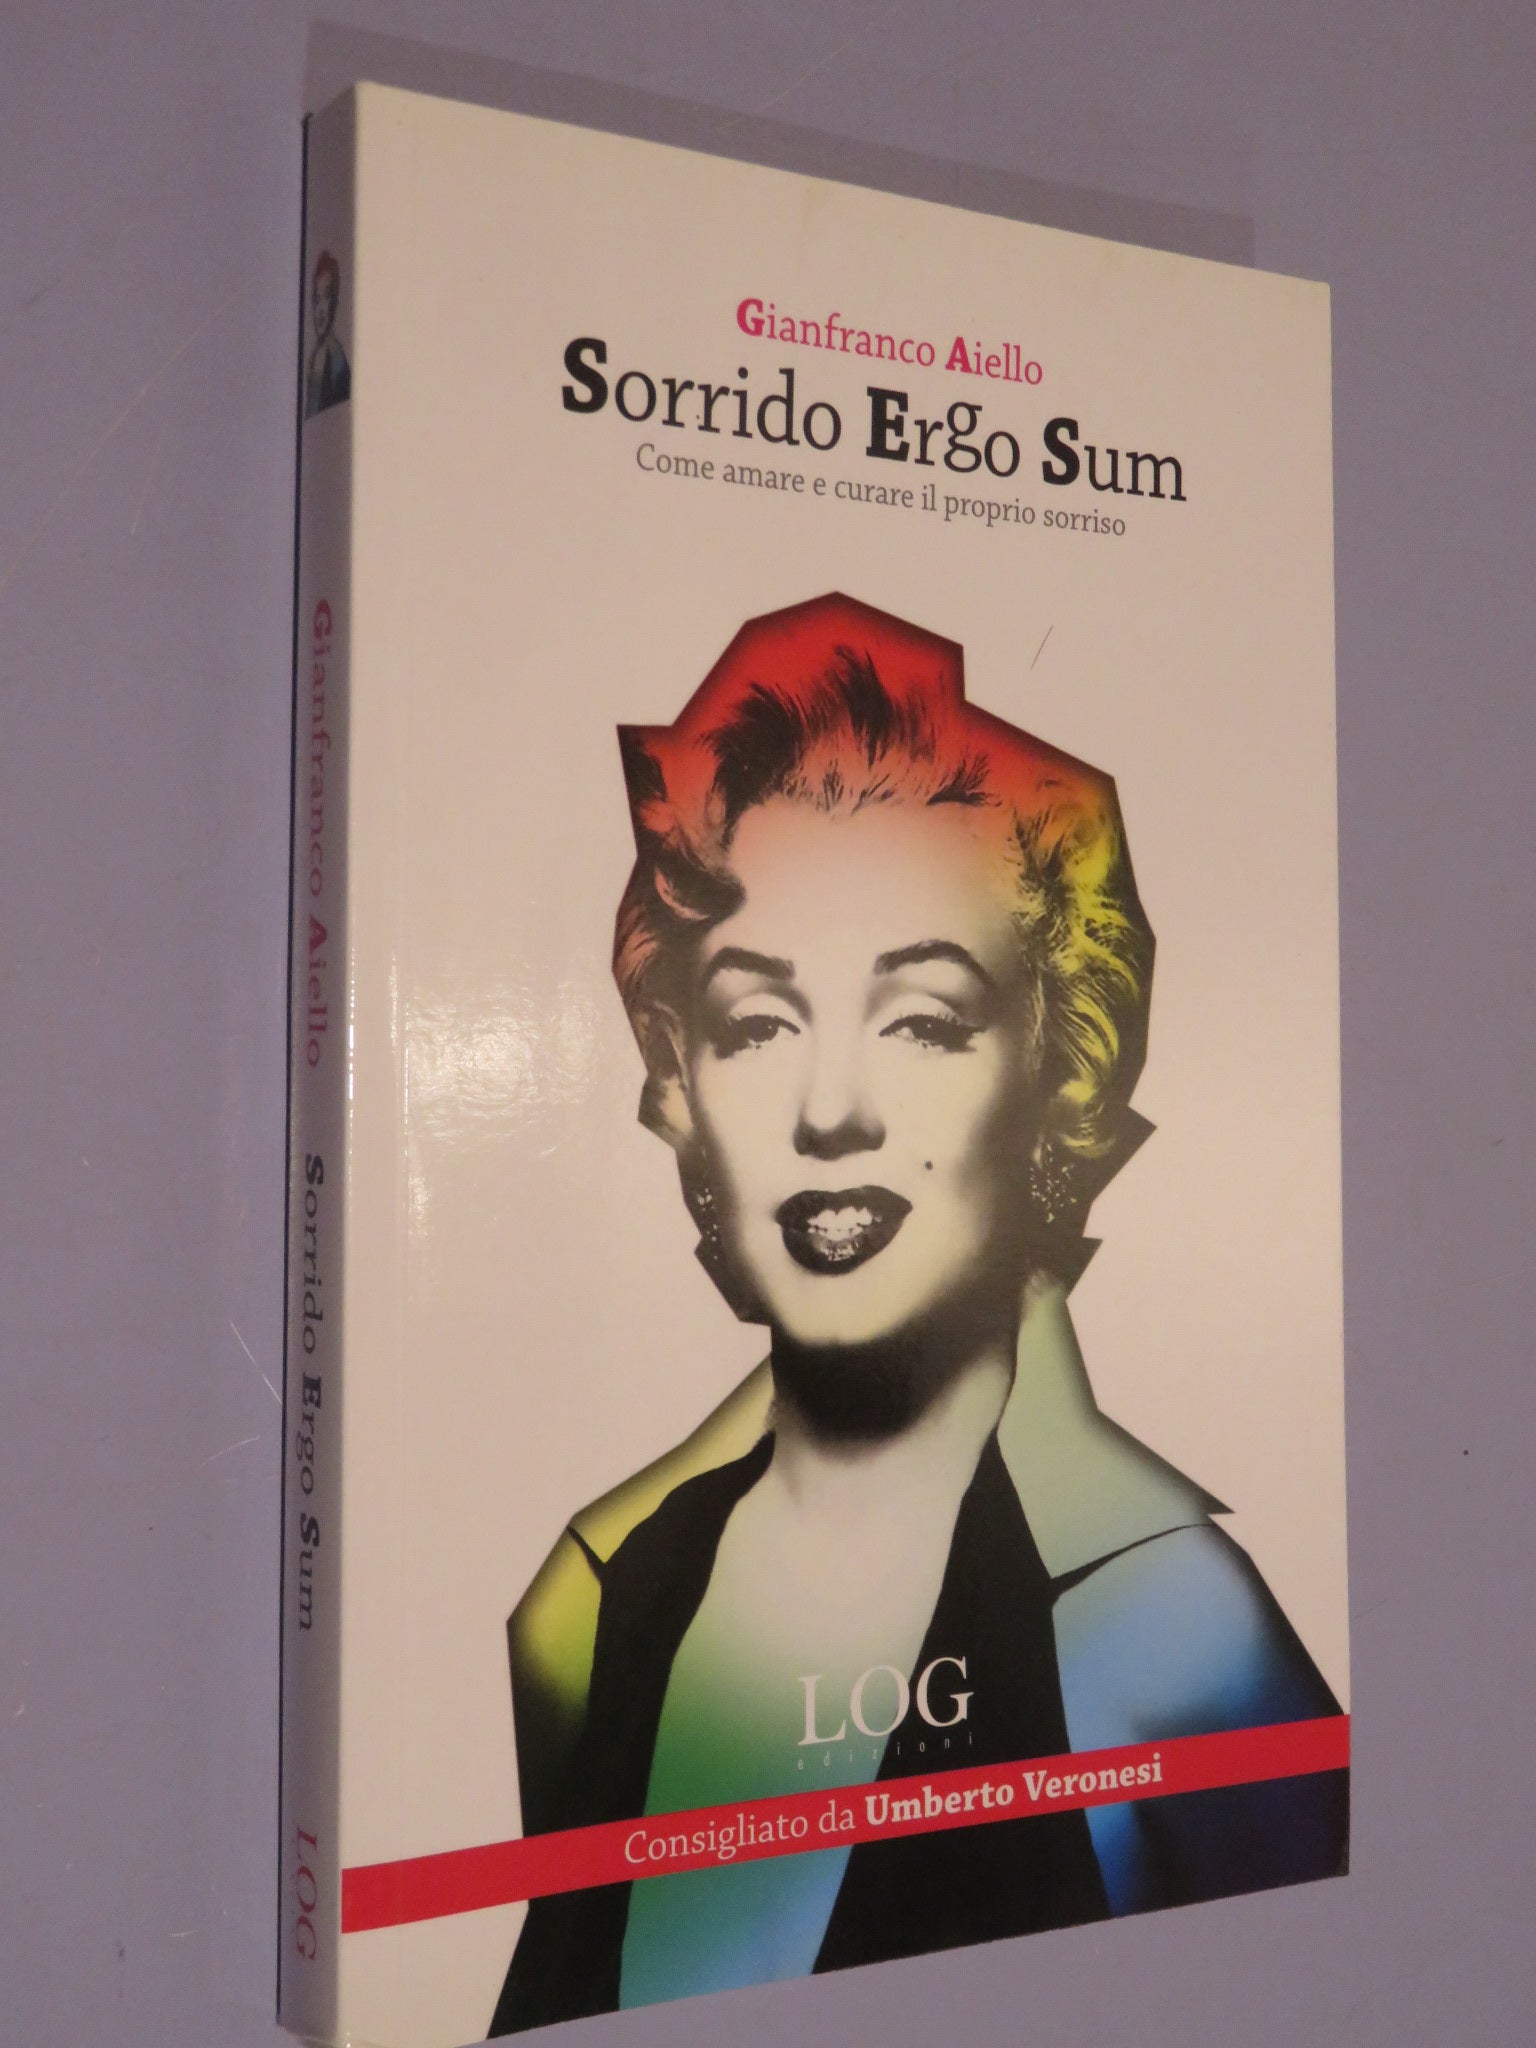 Gianfranco Aiello
Sorrido Ergo Sum
Come amare e curare il proprio sorriso
LOG
edizioni
Consigliato da Umberto Veronesi
Gianfranco Aiello Sorrido Ergo Sum LOG